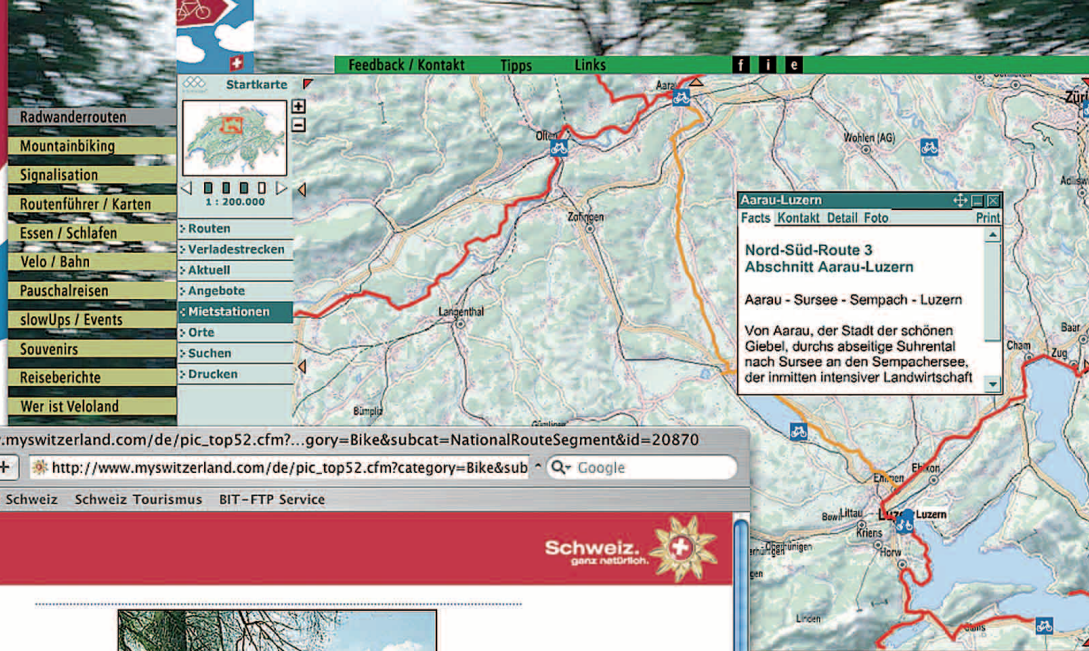 Feedback / Kontakt
Tipps
Links
f i e
Startkarte
1 : 200.000
Radwanderrouten
Mountainbiking
Signalisation
Routenführer / Karten
Essen / Schlafen
Velo / Bahn
Pauschalreisen
slowUps / Events
Souvenirs
Reiseberichte
Wer ist Veloland
Routen
Verladestrecken
Aktuell
Angebote
Mietstationen
Orte
Suchen
Drucken
Aarau
Olten
Zofingen
Langenthal
Wohlen (AG)
Bümpliz
Aarau-Luzern
Facts Kontakt Detail Foto Print
Nord-Süd-Route 3
Abschnitt Aarau-Luzern
Aarau - Sursee - Sempach - Luzern
Von Aarau, der Stadt der schönen
Giebel, durchs abseitige Suhrental
nach Sursee an den Sempachersee,
der inmitten intensiver Landwirtschaft
Baar
Cham
Zug
Emmen
Ebikon
Littau
Luzern
Kriens
Horw
Linden
.myswitzerland.com/de/pic_top52.cfm?...gory=Bike&subcat=NationalRouteSegment&id=20870
http://www.myswitzerland.com/de/pic_top52.cfm?category=Bike&sub
Google
Schweiz Schweiz Tourismus BIT-FTP Service
Schweiz.
ganz natürlich.